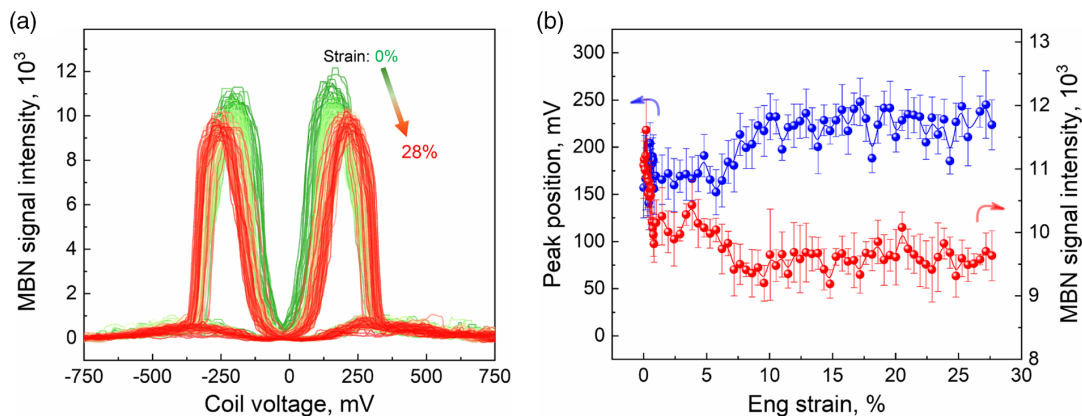 (a)
MBN signal intensity, 10³
12
10
8
6
4
2
0
-750 -500 -250 0 250 500 750
Coil voltage, mV
Strain: 0%
28%
(b)
Peak position, mV
300
250
200
150
100
50
0
0 5 10 15 20 25 30
Eng strain, %
13
12
11
10
9
8
MBN signal intensity, 10³